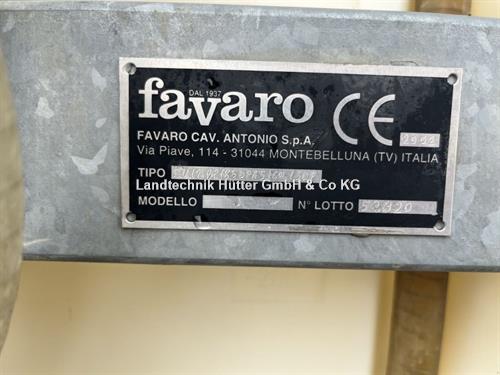 favaro
DAL 1937
CE
FAVARO CAV. ANTONIO S.p.A.
Via Piave, 114 - 31044 MONTEBELLUNA (TV) ITALIA
TIPO
Landtechnik Hutter GmbH & Co KG
MODELLO N° LOTTO